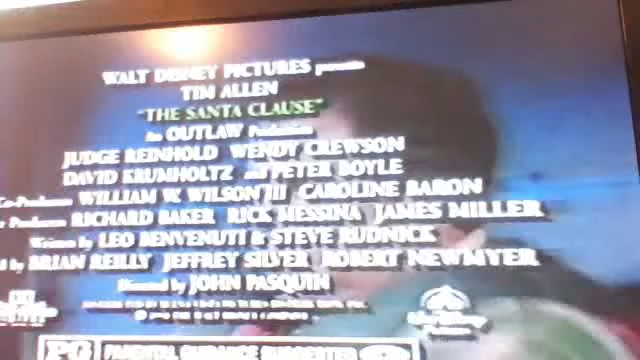 WALT DISNEY PICTURES presents
TIM ALLEN
"THE SANTA CLAUSE"
An OUTLAW Production
JUDGE REINHOLD WENDY CREWSON
DAVID KRUMHOLTZ and PETER BOYLE
Co-Producers WILLIAM W. WILSON III CAROLINE BARON
RICHARD BAKER RICK MESSINA JAMES MILLER
Written by LEO BENVENUTI & STEVE RUDNICK
BRIAN REILLY JEFFREY SILVER ROBERT NEWMYER
Directed by JOHN PASQUIN
PG PARENTAL GUIDANCE SUGGESTED